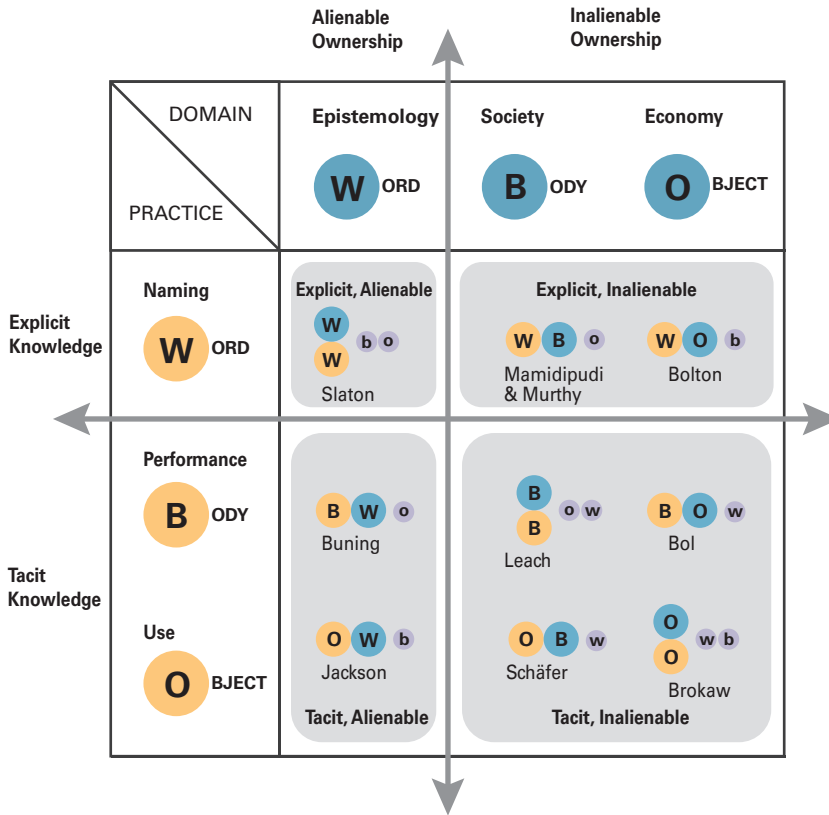 Alienable Ownership
Inalienable Ownership
DOMAIN
PRACTICE
Epistemology
W ORD
Society
B ODY
Economy
O BJECT
Explicit Knowledge
Naming
W ORD
Explicit, Alienable
W
W
b o
Slaton
Explicit, Inalienable
W B o
Mamidipudi
& Murthy
W O b
Bolton
Tacit Knowledge
Performance
B ODY
B W o
Buning
B
B
o w
Leach
B O w
Bol
Use
O BJECT
O W b
Jackson
Tacit, Alienable
O B w
Schäfer
O
O
w b
Brokaw
Tacit, Inalienable